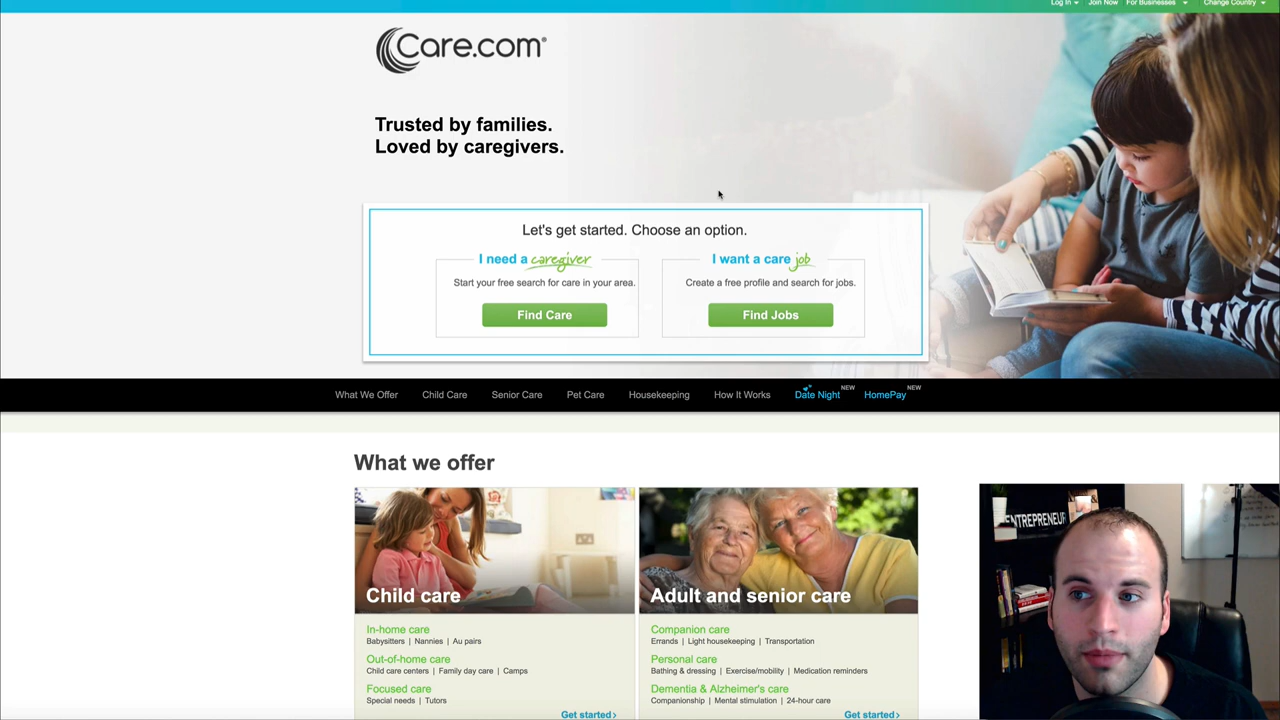 Log In
Join Now
For Businesses
Change Country
Care.com®
Trusted by families.
Loved by caregivers.
Let's get started. Choose an option.
I need a caregiver
Start your free search for care in your area.
Find Care
I want a care job
Create a free profile and search for jobs.
Find Jobs
What We Offer
Child Care
Senior Care
Pet Care
Housekeeping
How It Works
Date Night NEW
HomePay NEW
What we offer
Child care
In-home care
Babysitters | Nannies | Au pairs
Out-of-home care
Child care centers | Family day care | Camps
Focused care
Special needs | Tutors
Get started›
Adult and senior care
Companion care
Errands | Light housekeeping | Transportation
Personal care
Bathing & dressing | Exercise/mobility | Medication reminders
Dementia & Alzheimer's care
Companionship | Mental stimulation | 24-hour care
Get started›
ENTREPRENEUR